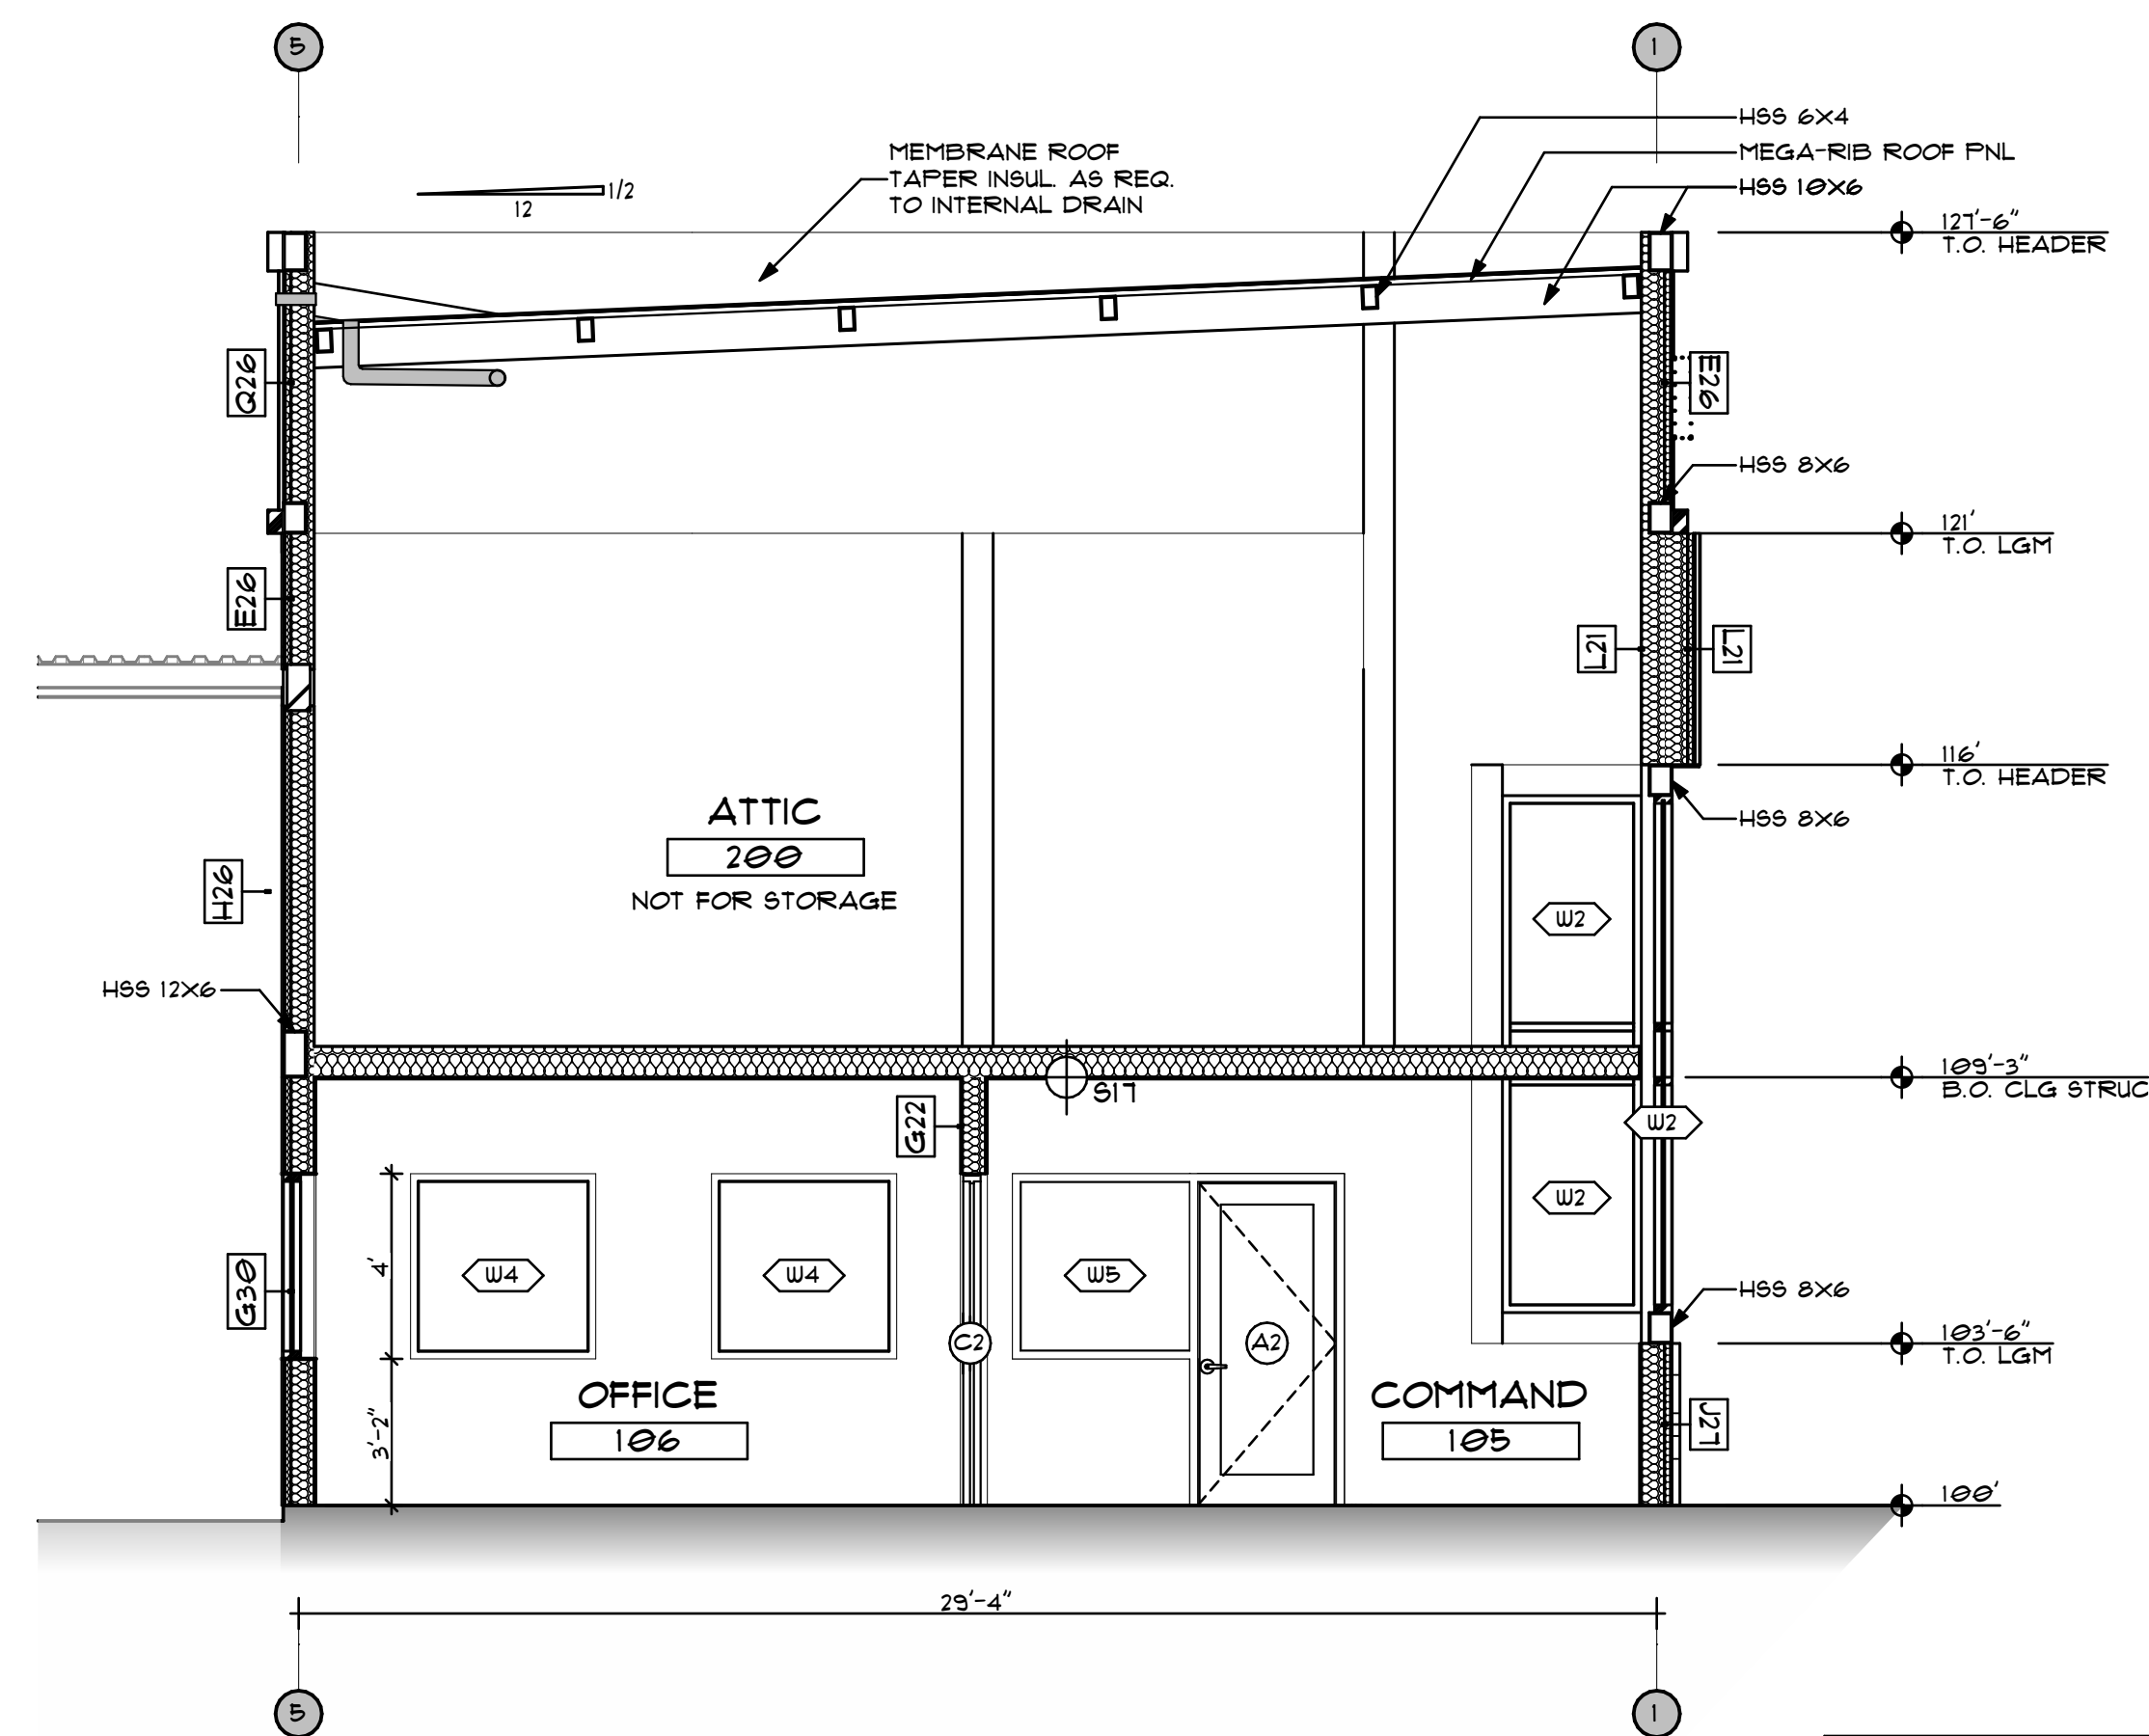 5
1
HSS 6X4
MEGA-RIB ROOF PNL
HSS 10X6
MEMBRANE ROOF
TAPER INSUL. AS REQ.
TO INTERNAL DRAIN
1/2
12
127'-6"
T.O. HEADER
Q26
E26
HSS 8X6
121'
T.O. LGM
E26
L21
L21
116'
T.O. HEADER
HSS 8X6
ATTIC
200
NOT FOR STORAGE
H26
W2
HSS 12X6
109'-3"
B.O. CLG STRUC
S17
G22
W2
W2
4'
W4
W4
W5
G30
HSS 8X6
C2
A2
103'-6"
T.O. LGM
OFFICE
106
COMMAND
105
3'-2"
J27
100'
29'-4"
5
1